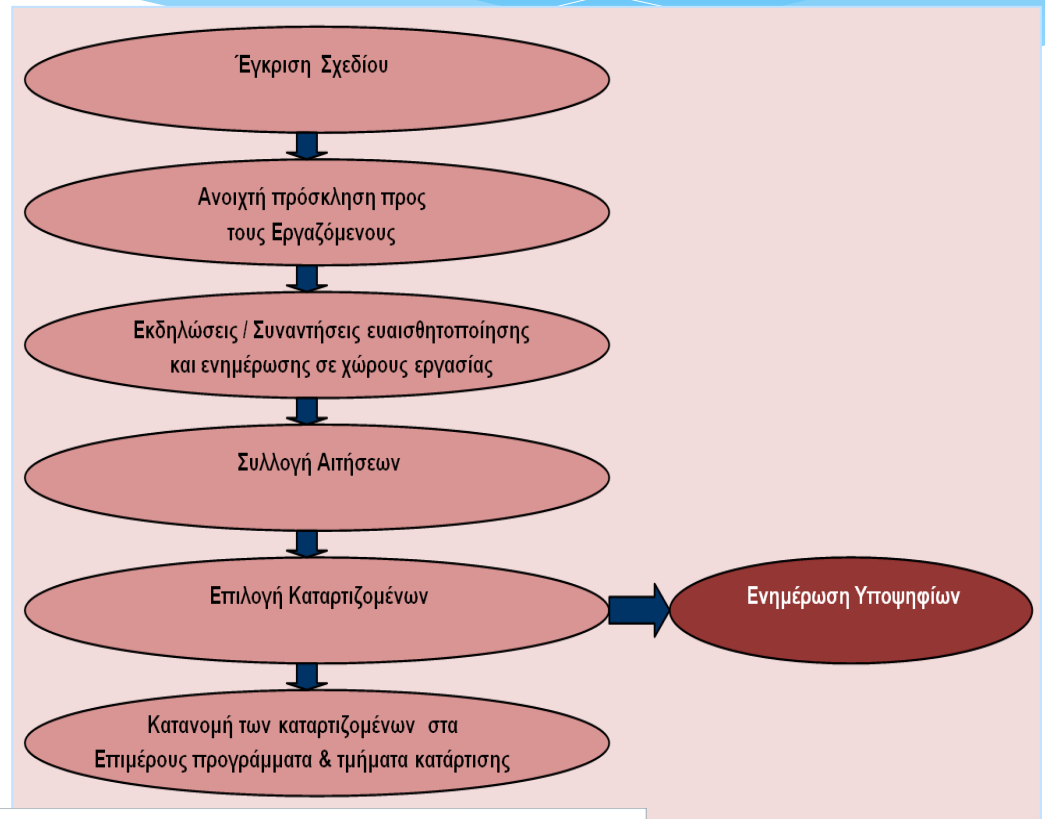 Έγκριση Σχεδίου
Ανοιχτή πρόσκληση προς
τους Εργαζόμενους
Εκδηλώσεις / Συναντήσεις ευαισθητοποίησης
και ενημέρωσης σε χώρους εργασίας
Συλλογή Αιτήσεων
Επιλογή Καταρτιζομένων
Ενημέρωση Υποψηφίων
Κατανομή των καταρτιζομένων στα
Επιμέρους προγράμματα & τμήματα κατάρτισης